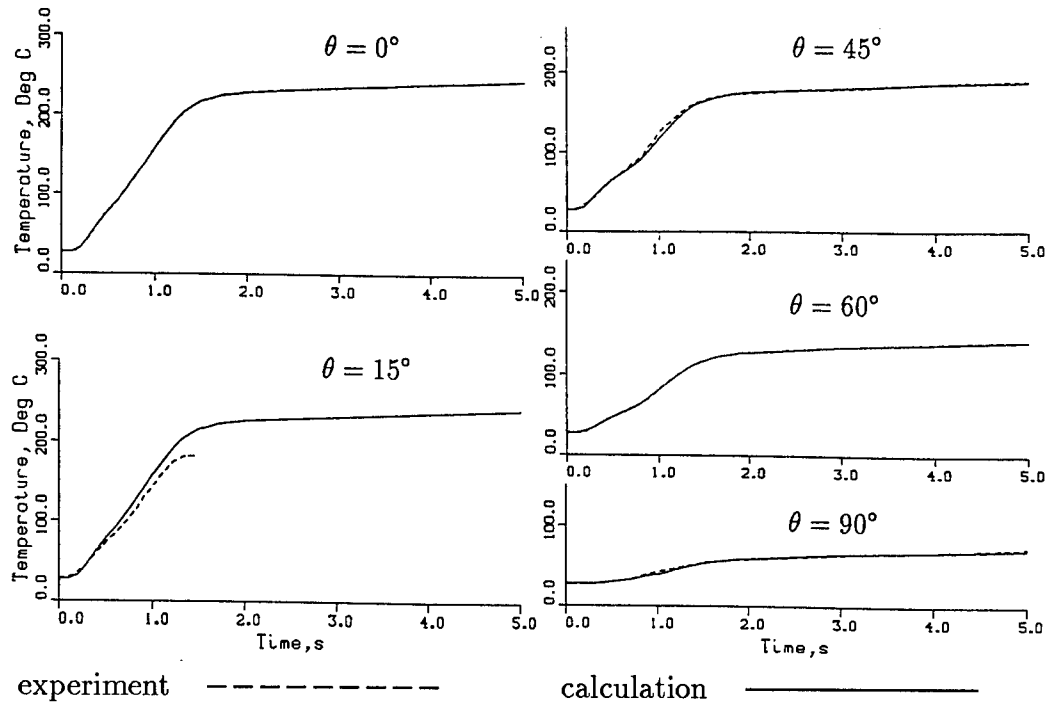 Temperature, Deg C
300.0
200.0
100.0
0.0
θ = 0°
0.0 1.0 2.0 3.0 4.0 5.0
200.0
100.0
0.0
θ = 45°
0.0 1.0 2.0 3.0 4.0 5.0
200.0
100.0
0.0
θ = 60°
0.0 1.0 2.0 3.0 4.0 5.0
Temperature, Deg C
300.0
200.0
100.0
0.0
θ = 15°
0.0 1.0 2.0 3.0 4.0 5.0
Time,s
100.0
0.0
θ = 90°
0.0 1.0 2.0 3.0 4.0 5.0
Time,s
experiment
calculation